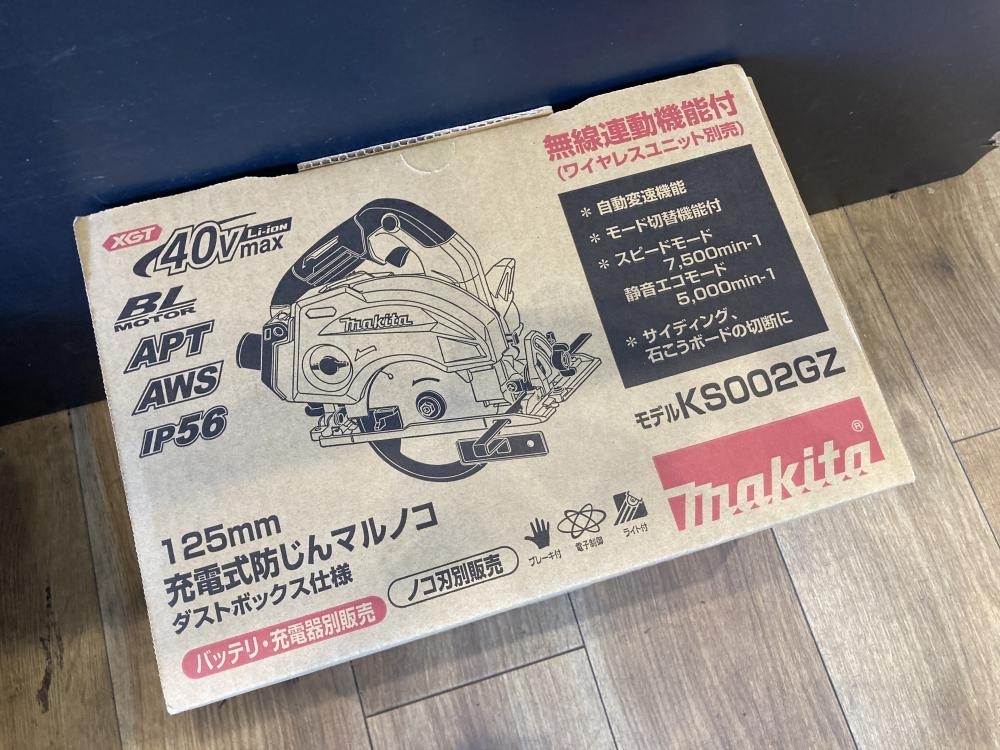 無線連動機能付
(ワイヤレスユニット別売)
XGT
40Vmax
Li-ion
BL
MOTOR
APT
AWS
IP56
makita
＊ 自動変速機能
＊ モード切替機能付
＊ スピードモード
7,500min-1
静音エコモード
5,000min-1
＊ サイディング、
石こうボードの切断に
モデルKS002GZ
makita®
125mm
充電式防じんマルノコ
ダストボックス仕様
バッテリ・充電器別販売
ノコ刃別販売
ブレーキ付
電子制御
ライト付